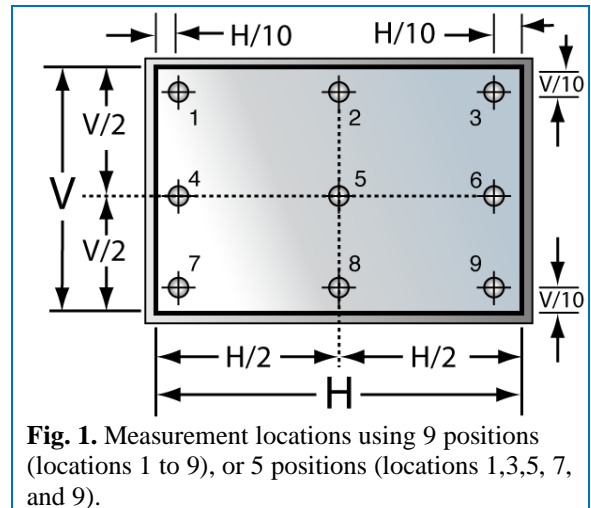 H/10 H/10
V/10
1 2 3
V/2
V
4 5 6
V/2
7 8 9
V/10
H/2 H/2
H
Fig. 1. Measurement locations using 9 positions
(locations 1 to 9), or 5 positions (locations 1,3,5, 7,
and 9).